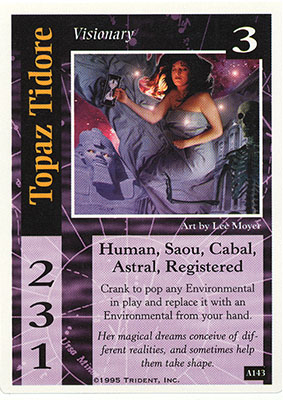 Topaz Tidore
Visionary
3
Art by Lee Moyer
2
3
1
Human, Saou, Cabal,
Astral, Registered
Crank to pop any Environmental
in play and replace it with an
Environmental from your hand.
Her magical dreams conceive of dif-
ferent realities, and sometimes help
them take shape.
Ursa Min
©1995 TRIDENT, INC.
A143